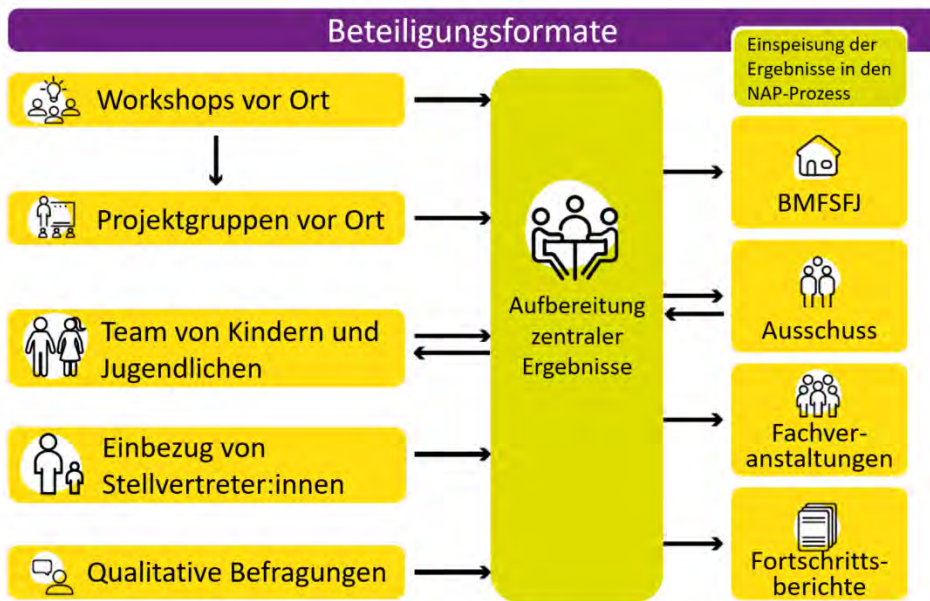 Beteiligungsformate
Einspeisung der
Ergebnisse in den
NAP-Prozess
Workshops vor Ort
Projektgruppen vor Ort
Team von Kindern und
Jugendlichen
Einbezug von
Stellvertreter:innen
Qualitative Befragungen
Aufbereitung
zentraler
Ergebnisse
BMFSFJ
Ausschuss
Fachver-
anstaltungen
Fortschritts-
berichte